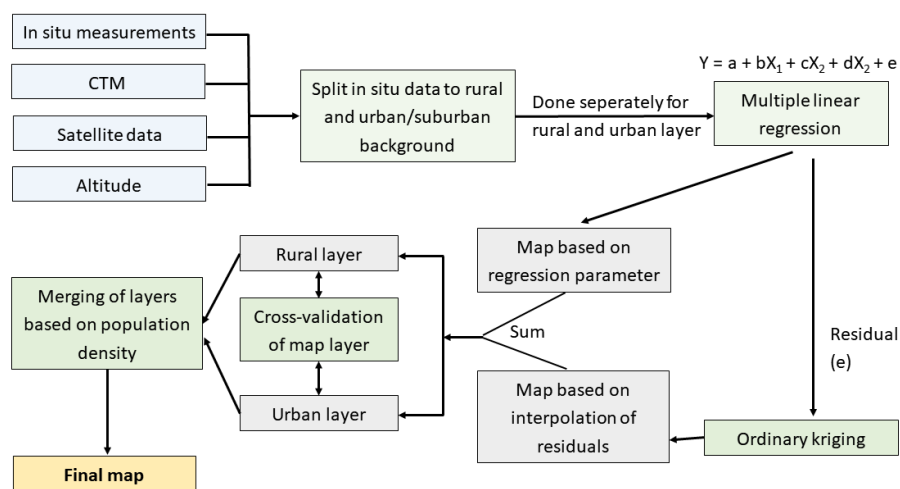 In situ measurements
CTM
Satellite data
Altitude
Split in situ data to rural
and urban/suburban
background
Done seperately for
rural and urban layer
Y = a + bX₁ + cX₂ + dX₂ + e
Multiple linear
regression
Map based on
regression parameter
Residual
(e)
Ordinary kriging
Map based on
interpolation of
residuals
Sum
Rural layer
Cross-validation
of map layer
Urban layer
Merging of layers
based on population
density
Final map